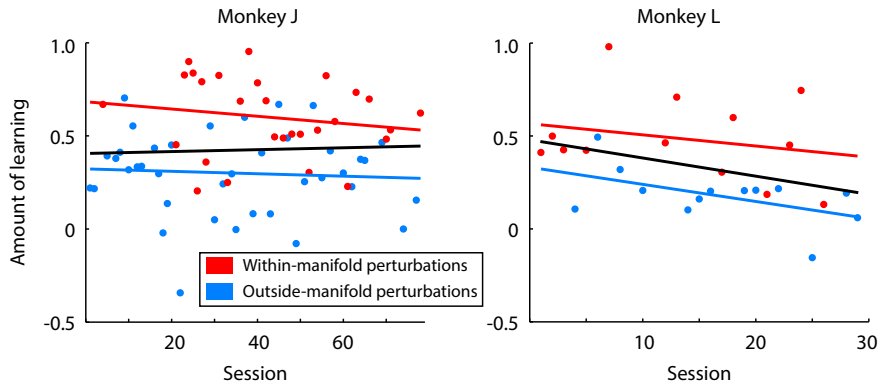 Monkey J
Monkey L
Amount of learning
1.0
0.5
0
-0.5
20
40
60
Session
Within-manifold perturbations
Outside-manifold perturbations
1.0
0.5
0
-0.5
10
20
30
Session